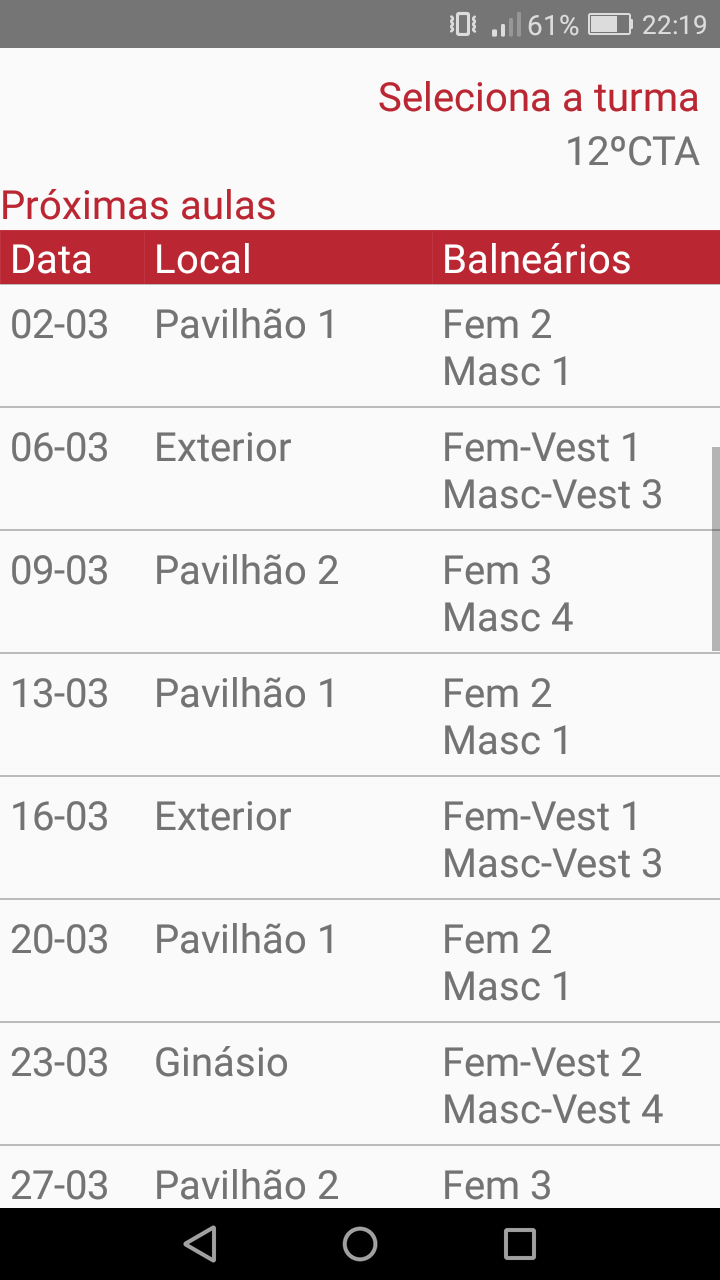 61% 22:19
Seleciona a turma
12ºCTA
Próximas aulas
Data Local Balneários
02-03 Pavilhão 1 Fem 2
Masc 1
06-03 Exterior Fem-Vest 1
Masc-Vest 3
09-03 Pavilhão 2 Fem 3
Masc 4
13-03 Pavilhão 1 Fem 2
Masc 1
16-03 Exterior Fem-Vest 1
Masc-Vest 3
20-03 Pavilhão 1 Fem 2
Masc 1
23-03 Ginásio Fem-Vest 2
Masc-Vest 4
27-03 Pavilhão 2 Fem 3